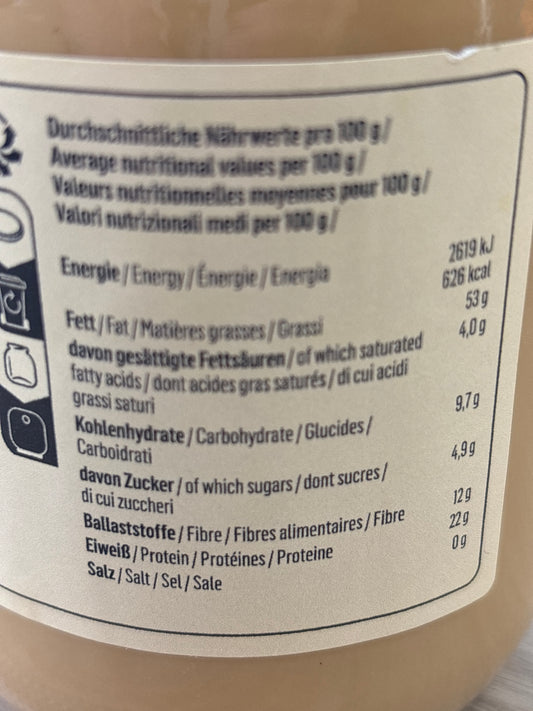 Durchschnittliche Nährwerte pro 100 g /
Average nutritional values per 100 g /
Valeurs nutritionnelles moyennes pour 100 g /
Valori nutrizionali medi per 100 g /
Energie / Energy / Énergie / Energia 2619 kJ
626 kcal
Fett / Fat / Matières grasses / Grassi 53 g
davon gesättigte Fettsäuren / of which saturated 4,0 g
fatty acids / dont acides gras saturés / di cui acidi
grassi saturi
Kohlenhydrate / Carbohydrate / Glucides / 9,7 g
Carboidrati
davon Zucker / of which sugars / dont sucres / 4,9 g
di cui zuccheri
Ballaststoffe / Fibre / Fibres alimentaires / Fibre 12 g
Eiweiß / Protein / Protéines / Proteine 22 g
Salz / Salt / Sel / Sale 0 g